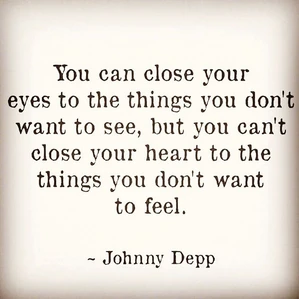 You can close your
eyes to the things you don't
want to see, but you can't
close your heart to the
things you don't want
to feel.
~ Johnny Depp